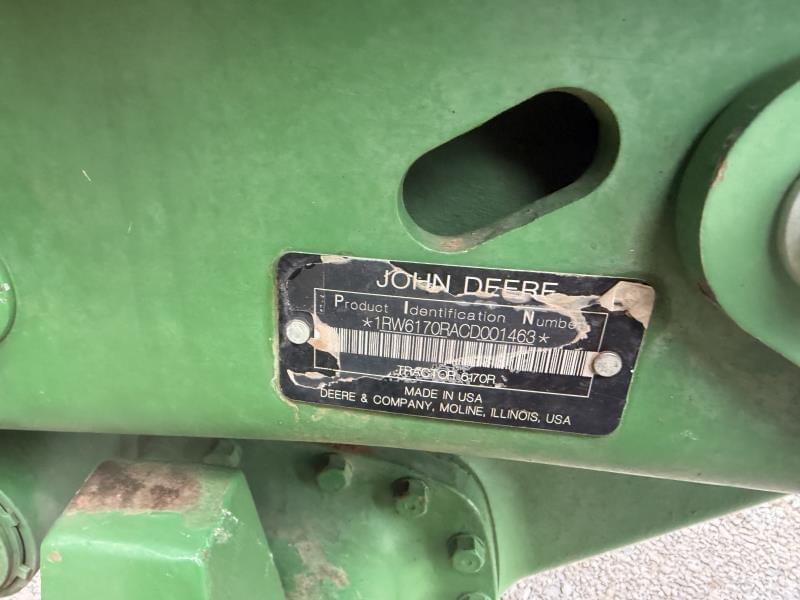 JOHN DEERE
Product Identification Number
*1RW6170RACD001463*
TRACTOR 6170R
MADE IN USA
DEERE & COMPANY, MOLINE, ILLINOIS, USA